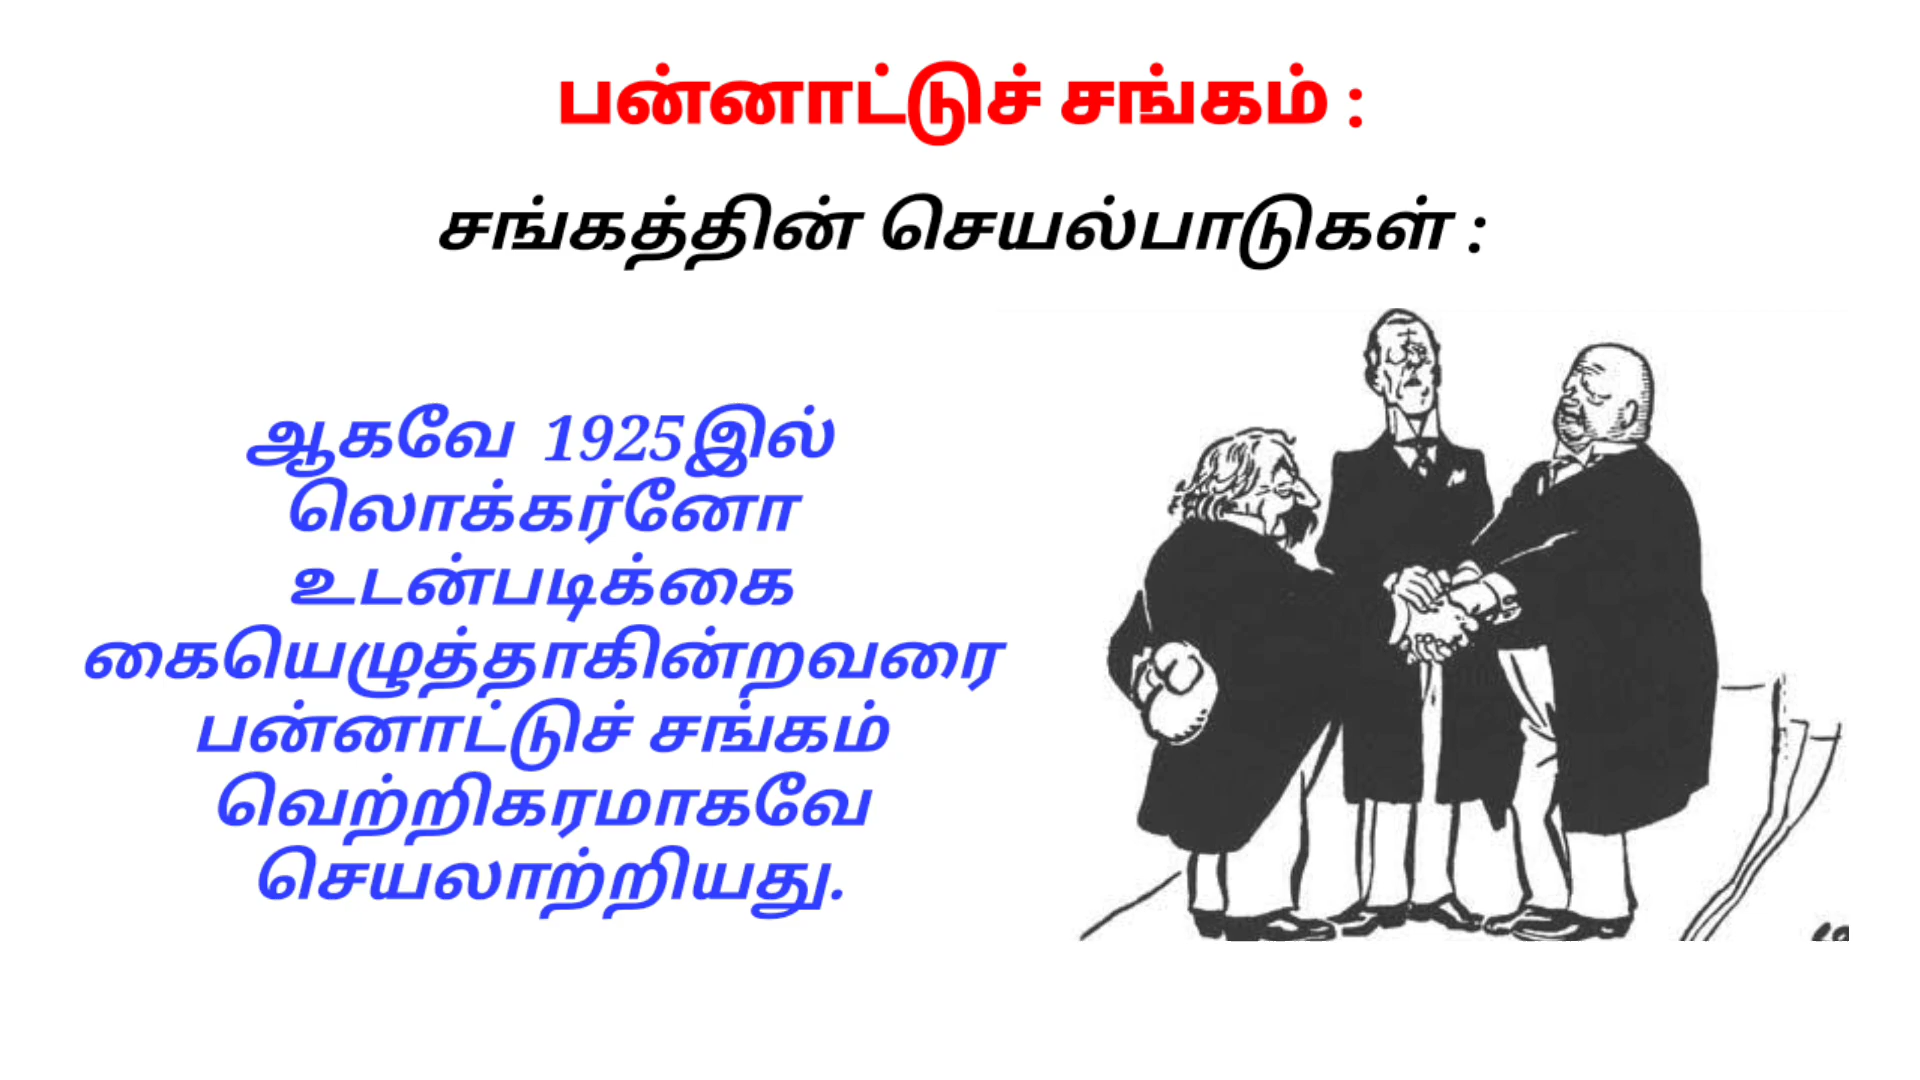 பன்னாட்டுச் சங்கம் :
சங்கத்தின் செயல்பாடுகள் :
ஆகவே 1925இல்
லொக்கர்னோ
உடன்படிக்கை
கையெழுத்தாகின்றவரை
பன்னாட்டுச் சங்கம்
வெற்றிகரமாகவே
செயலாற்றியது.